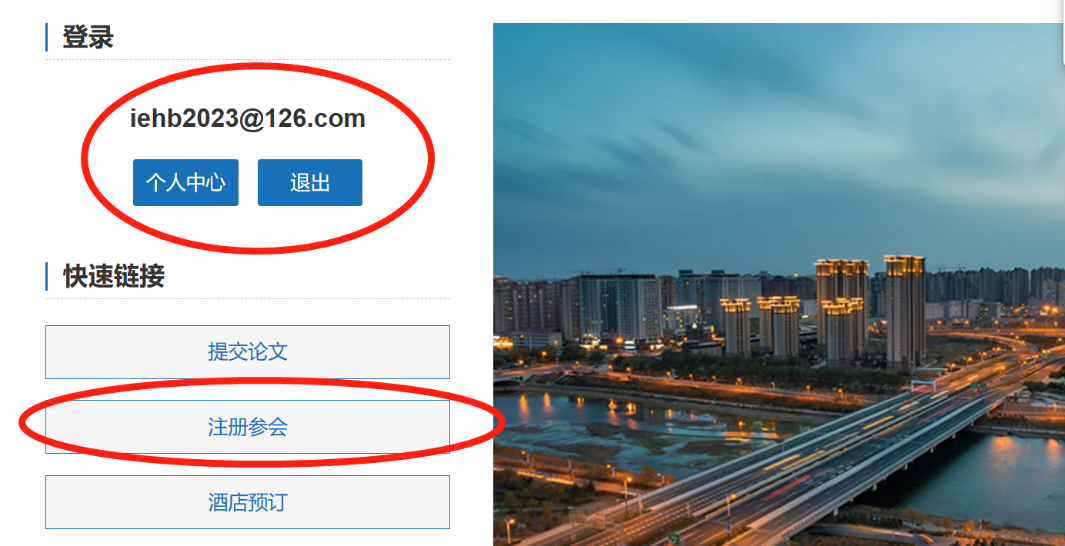 登录
iehb2023@126.com
个人中心 退出
快速链接
提交论文
注册参会
酒店预订